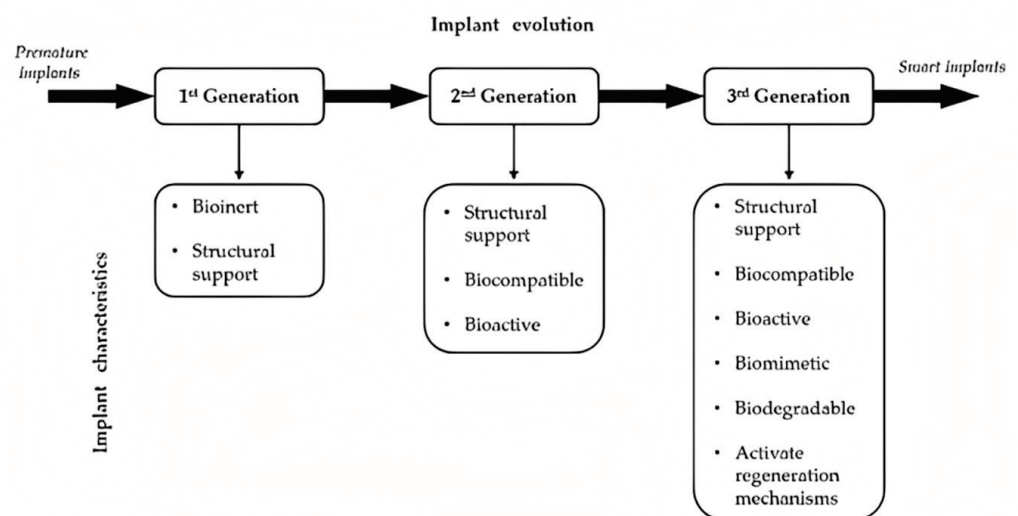 Implant evolution
Premature
implants
Smart implants
1st Generation
2nd Generation
3rd Generation
• Bioinert
• Structural
support
• Structural
support
• Biocompatible
• Bioactive
• Structural
support
• Biocompatible
• Bioactive
• Biomimetic
• Biodegradable
• Activate
regeneration
mechanisms
Implant characteristics